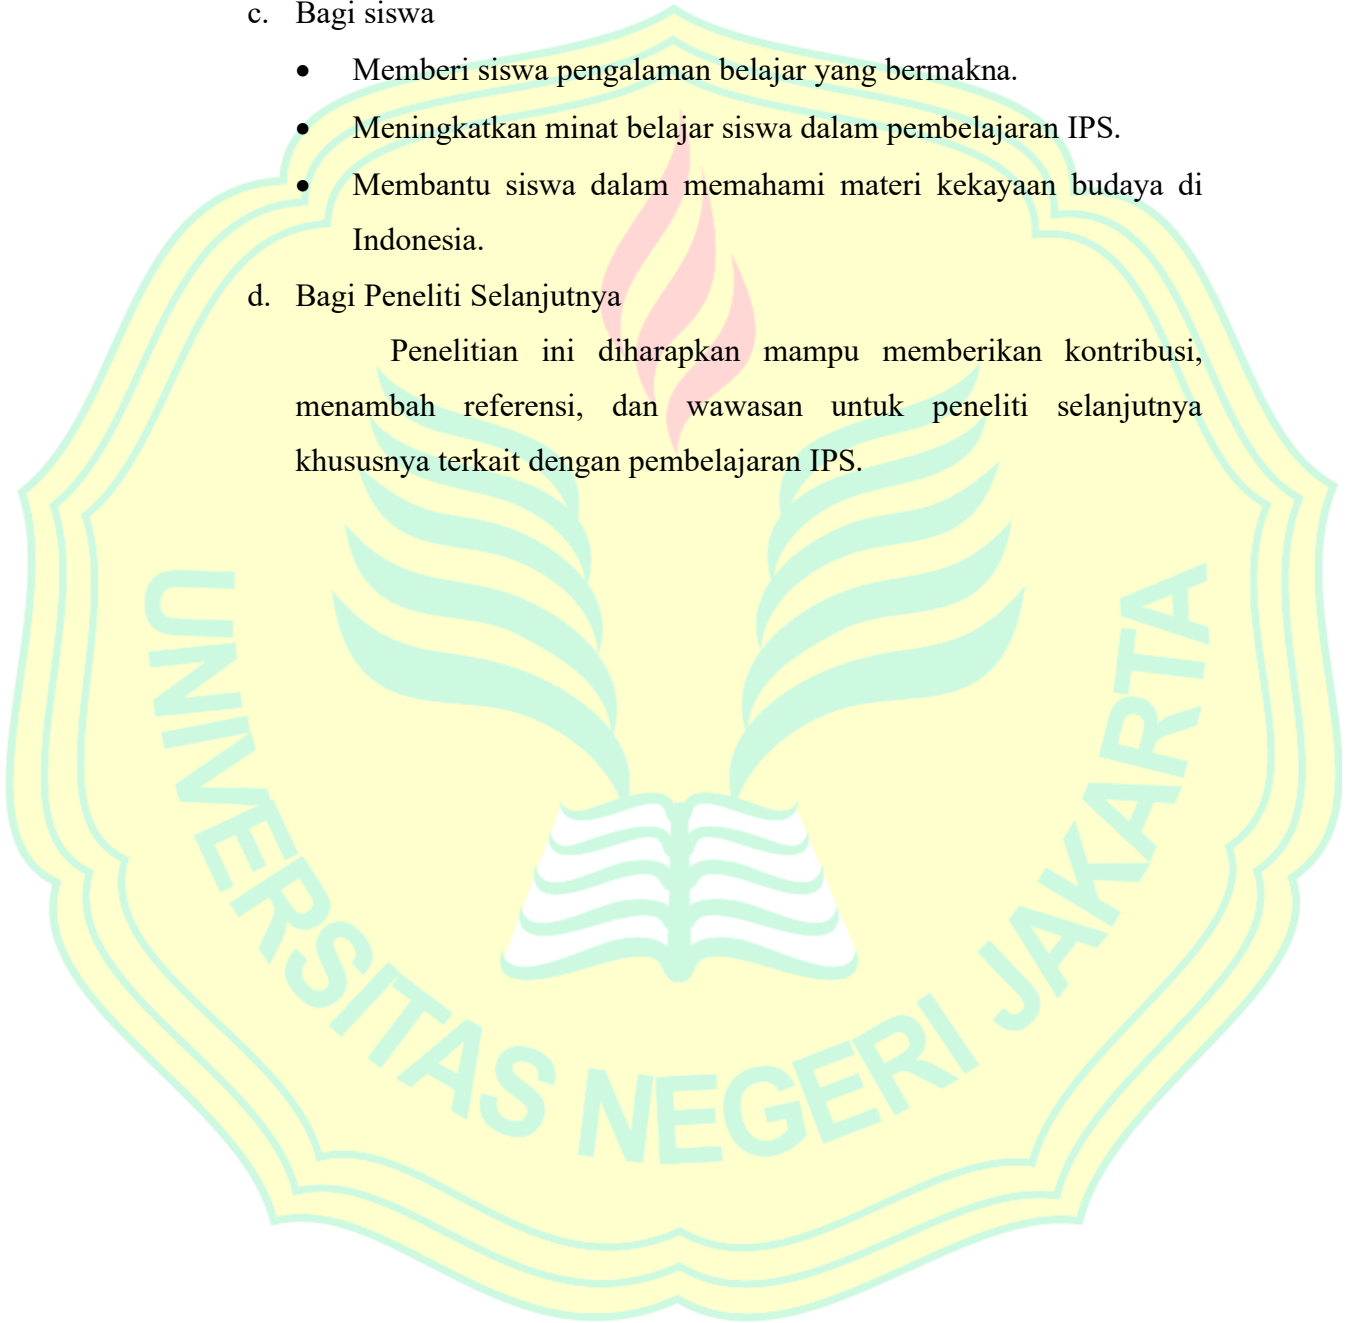 c. Bagi siswa
• Memberi siswa pengalaman belajar yang bermakna.
• Meningkatkan minat belajar siswa dalam pembelajaran IPS.
• Membantu siswa dalam memahami materi kekayaan budaya di
Indonesia.
d. Bagi Peneliti Selanjutnya
Penelitian ini diharapkan mampu memberikan kontribusi,
menambah referensi, dan wawasan untuk peneliti selanjutnya
khususnya terkait dengan pembelajaran IPS.
UNIVERSITAS NEGERI JAKARTA